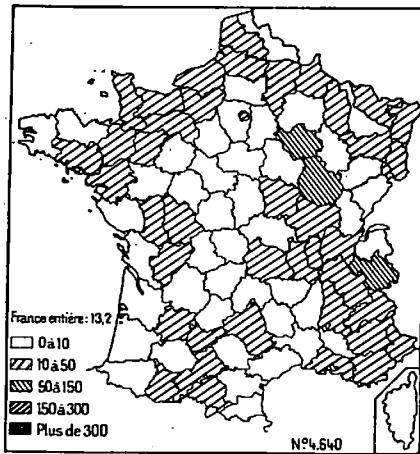 France entière : 13,2
0 à 10
10 à 50
50 à 150
150 à 300
Plus de 300
N°4.640